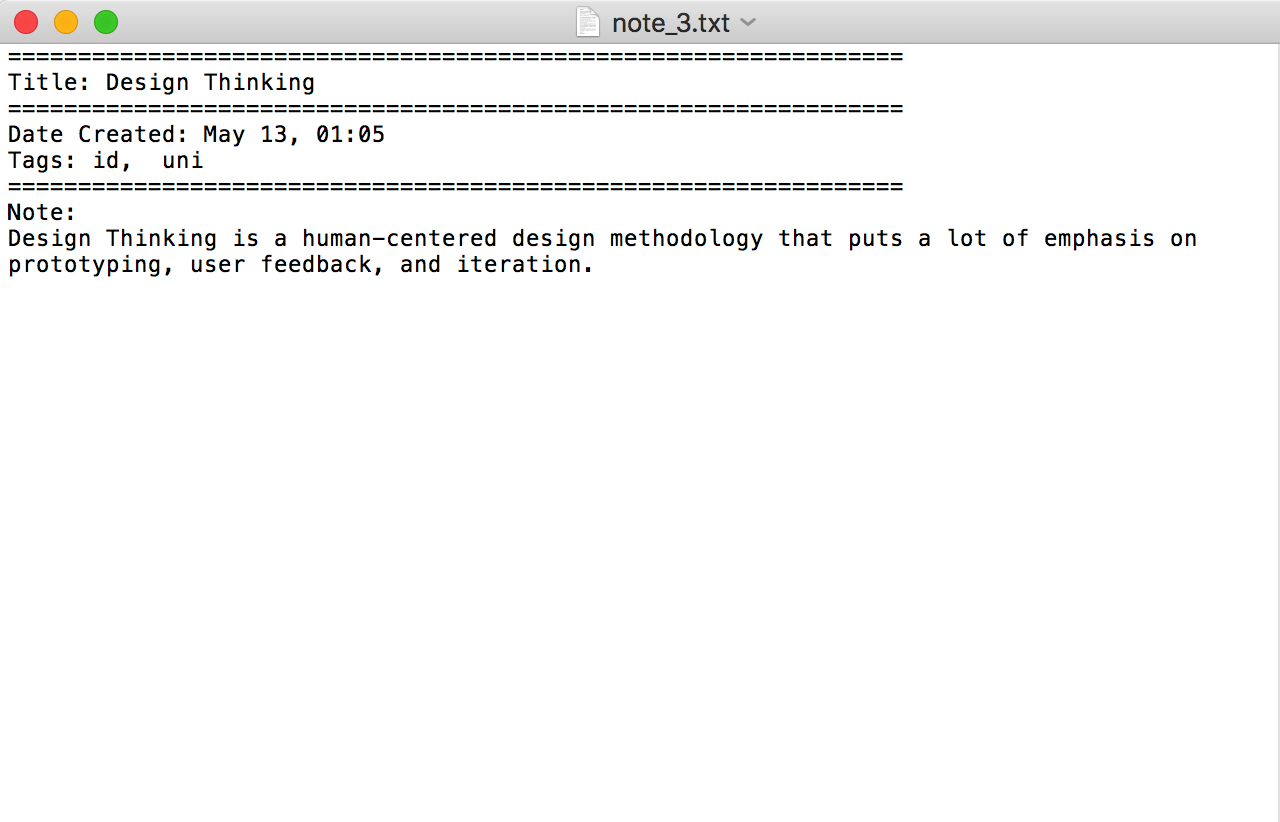 note_3.txt
================================================================
Title: Design Thinking
================================================================
Date Created: May 13, 01:05
Tags: id,  uni
================================================================
Note:
Design Thinking is a human-centered design methodology that puts a lot of emphasis on
prototyping, user feedback, and iteration.